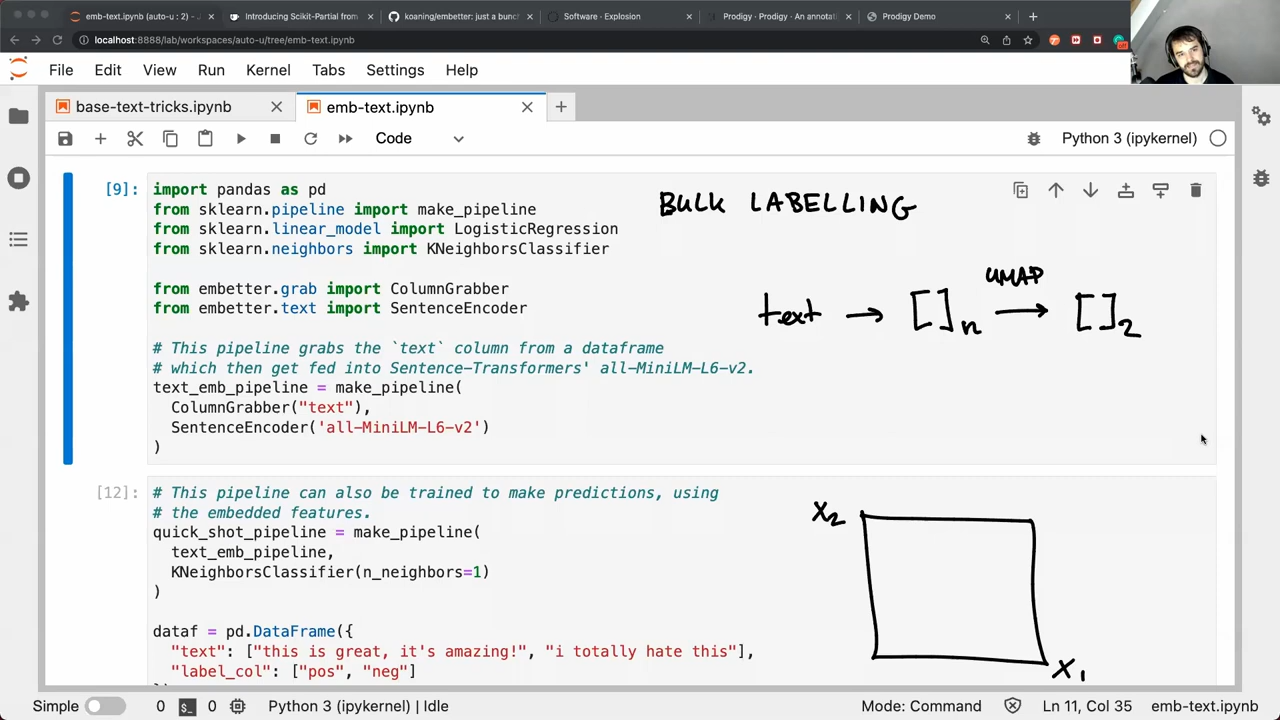 emb-text.ipynb (auto-u : 2) - J
Introducing Scikit-Partial from
koaning/embetter: just a bunch
Software · Explosion
Prodigy · Prodigy · An annotati
Prodigy Demo
localhost:8888/lab/workspaces/auto-u/tree/emb-text.ipynb
File Edit View Run Kernel Tabs Settings Help
base-text-tricks.ipynb
emb-text.ipynb
Code
Python 3 (ipykernel)
[9]:
import pandas as pd
from sklearn.pipeline import make_pipeline
from sklearn.linear_model import LogisticRegression
from sklearn.neighbors import KNeighborsClassifier
from embetter.grab import ColumnGrabber
from embetter.text import SentenceEncoder
# This pipeline grabs the `text` column from a dataframe
# which then get fed into Sentence-Transformers' all-MiniLM-L6-v2.
text_emb_pipeline = make_pipeline(
ColumnGrabber("text"),
SentenceEncoder('all-MiniLM-L6-v2')
)
BULK LABELLING
UMAP
text → []n → []2
[12]:
# This pipeline can also be trained to make predictions, using
# the embedded features.
quick_shot_pipeline = make_pipeline(
text_emb_pipeline,
KNeighborsClassifier(n_neighbors=1)
)
dataf = pd.DataFrame({
"text": ["this is great, it's amazing!", "i totally hate this"],
"label_col": ["pos", "neg"]
X2
X1
Simple 0 0 Python 3 (ipykernel) | Idle
Mode: Command Ln 11, Col 35 emb-text.ipynb